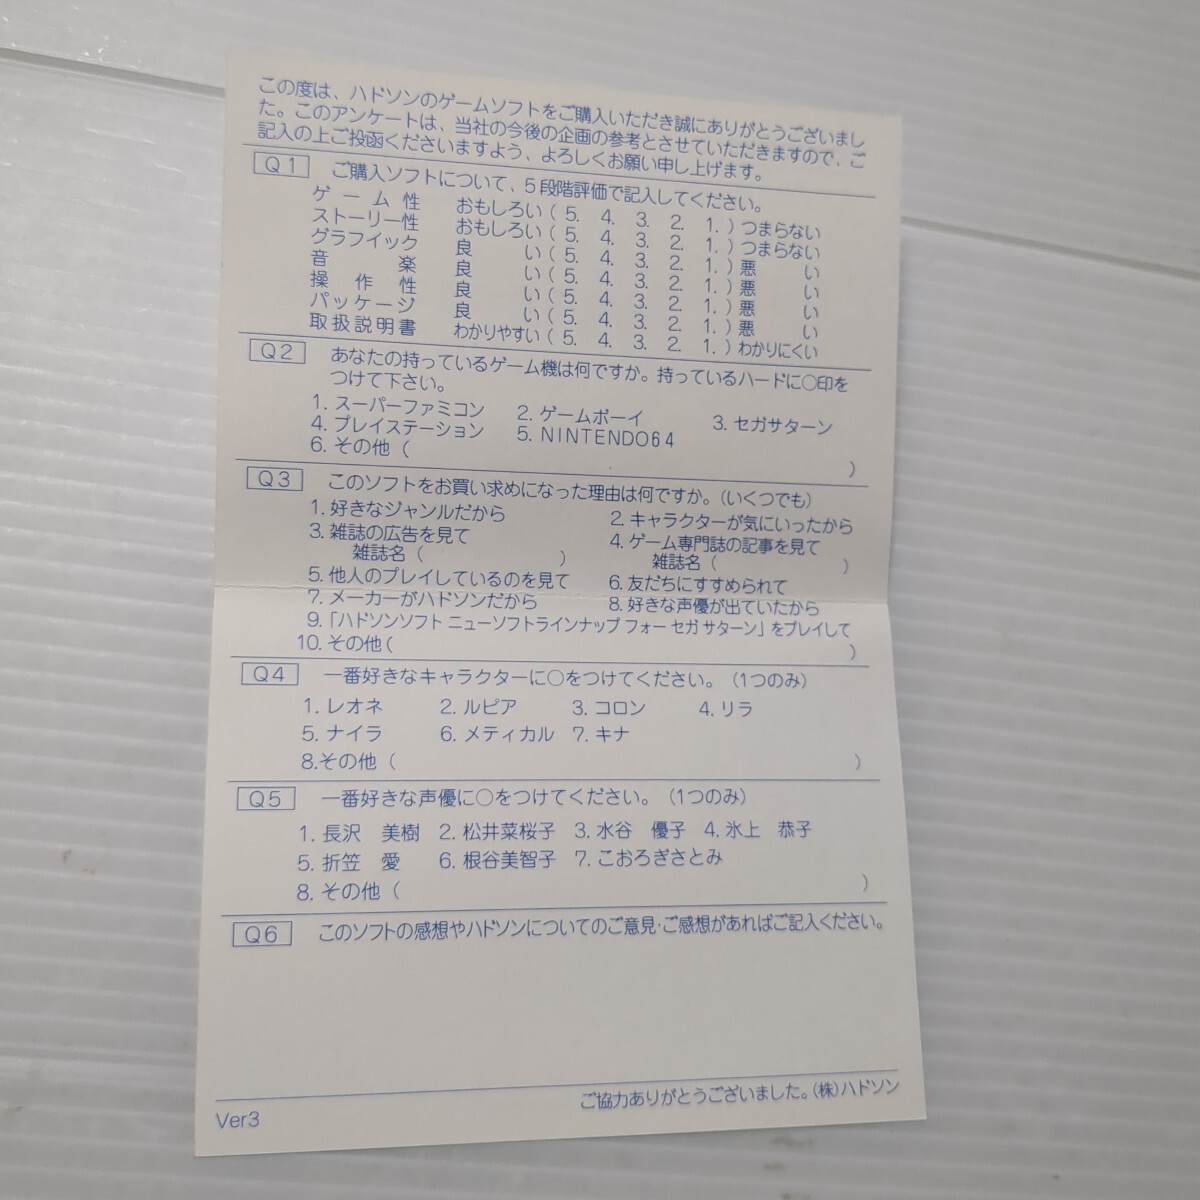 この度は、ハドソンのゲームソフトをご購入いただき誠にありがとうございまし
た。このアンケートは、当社の今後の企画の参考とさせていただきますので、ご
記入の上ご投函くださいますよう、よろしくお願い申し上げます。
Q1 ご購入ソフトについて、5段階評価で記入してください。
ゲーム性 おもしろい( 5. 4. 3. 2. 1. ) つまらない
ストーリー性 おもしろい( 5. 4. 3. 2. 1. ) つまらない
グラフィック 良い( 5. 4. 3. 2. 1. ) 悪い
音楽 良い( 5. 4. 3. 2. 1. ) 悪い
操作性 良い( 5. 4. 3. 2. 1. ) 悪い
パッケージ 良い( 5. 4. 3. 2. 1. ) 悪い
取扱説明書 わかりやすい( 5. 4. 3. 2. 1. ) わかりにくい
Q2 あなたの持っているゲーム機は何ですか。持っているハードに○印を
つけて下さい。
1. スーパーファミコン 2. ゲームボーイ 3. セガサターン
4. プレイステーション 5. NINTENDO64
6. その他 ( )
Q3 このソフトをお買い求めになった理由は何ですか。(いくつでも)
1. 好きなジャンルだから 2. キャラクターが気にいったから
3. 雑誌の広告を見て 4. ゲーム専門誌の記事を見て
雑誌名 ( ) 雑誌名 ( )
5. 他人のプレイしているのを見て 6. 友だちにすすめられて
7. メーカーがハドソンだから 8. 好きな声優が出ていたから
9. 「ハドソンソフト ニューソフトラインナップ フォー セガ サターン」をプレイして
10. その他( )
Q4 一番好きなキャラクターに○をつけてください。(1つのみ)
1. レオネ 2. ルピア 3. コロン 4. リラ
5. ナイラ 6. メティカル 7. キナ
8.その他 ( )
Q5 一番好きな声優に○をつけてください。(1つのみ)
1. 長沢 美樹 2. 松井菜桜子 3. 水谷 優子 4. 氷上 恭子
5. 折笠 愛 6. 根谷美智子 7. こおろぎさとみ
8. その他 ( )
Q6 このソフトの感想やハドソンについてのご意見・ご感想があればご記入ください。
ご協力ありがとうございました。(株)ハドソン
Ver3